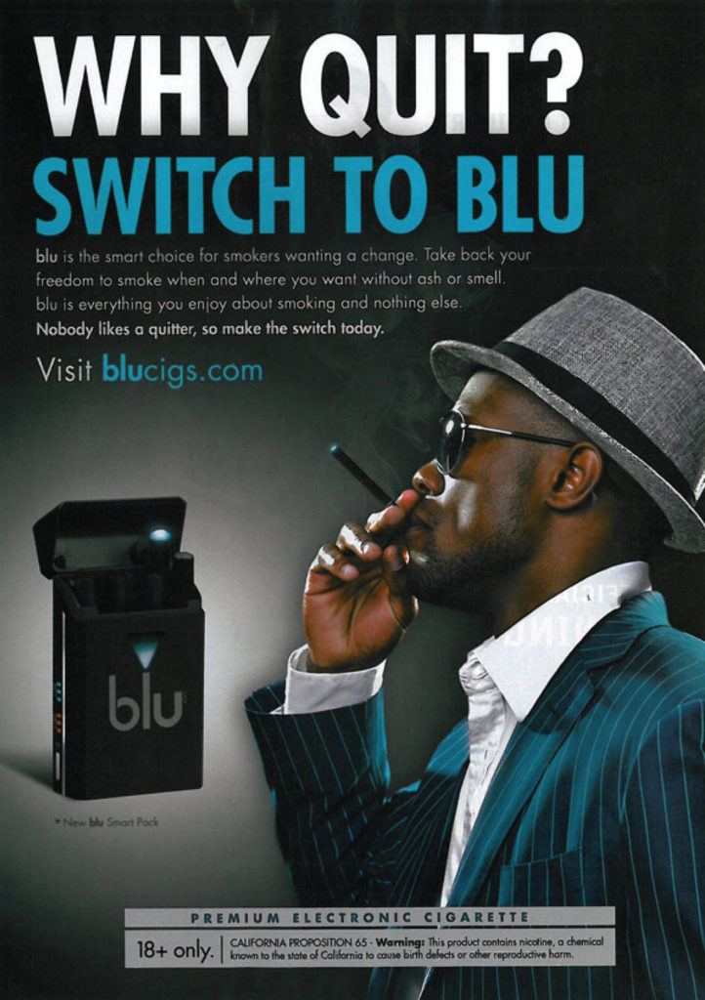 WHY QUIT?
SWITCH TO BLU
blu is the smart choice for smokers wanting a change. Take back your
freedom to smoke when and where you want without ash or smell.
blu is everything you enjoy about smoking and nothing else.
Nobody likes a quitter, so make the switch today.
Visit blucigs.com
blu
* New blu Smart Pack
PREMIUM ELECTRONIC CIGARETTE
18+ only.
CALIFORNIA PROPOSITION 65 - Warning: This product contains nicotine, a chemical
known to the state of California to cause birth defects or other reproductive harm.